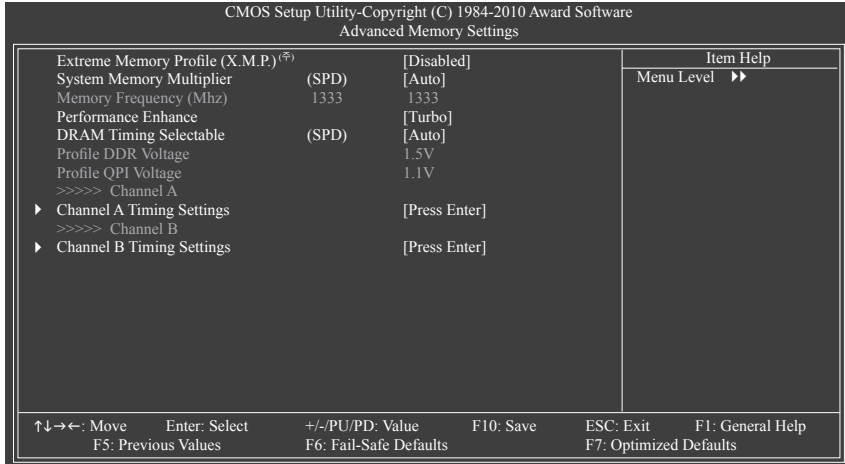 CMOS Setup Utility-Copyright (C) 1984-2010 Award Software
Advanced Memory Settings
Extreme Memory Profile (X.M.P.)(주) [Disabled]
System Memory Multiplier (SPD) [Auto]
Memory Frequency (Mhz) 1333 1333
Performance Enhance [Turbo]
DRAM Timing Selectable (SPD) [Auto]
Profile DDR Voltage 1.5V
Profile QPI Voltage 1.1V
>>>>> Channel A
Channel A Timing Settings [Press Enter]
>>>>> Channel B
Channel B Timing Settings [Press Enter]
Item Help
Menu Level
↑↓→←: Move Enter: Select +/-/PU/PD: Value F10: Save ESC: Exit F1: General Help
F5: Previous Values F6: Fail-Safe Defaults F7: Optimized Defaults